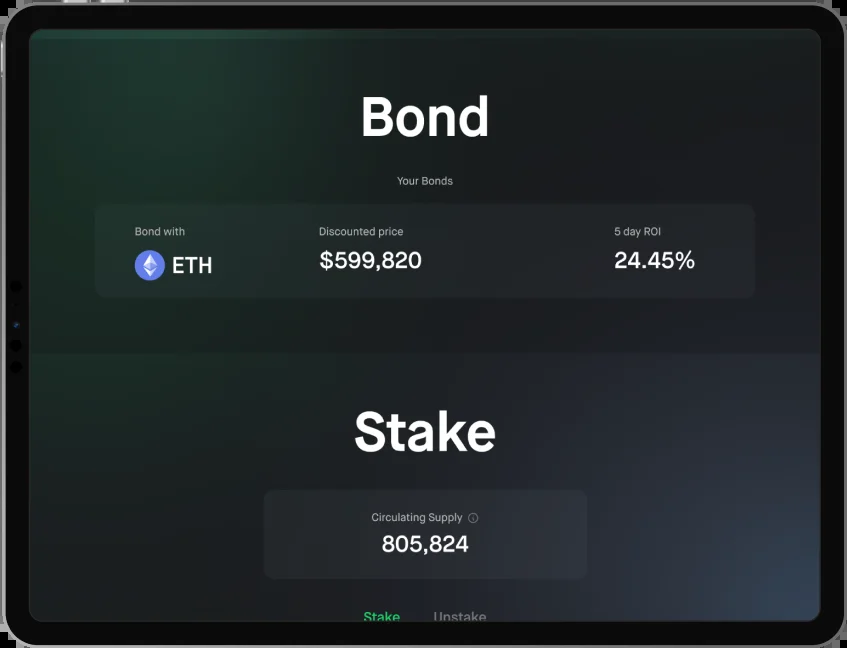 Bond
Your Bonds
Bond with
Discounted price
5 day ROI
ETH
$599,820
24.45%
Stake
Circulating Supply
805,824
Stake
Unstake